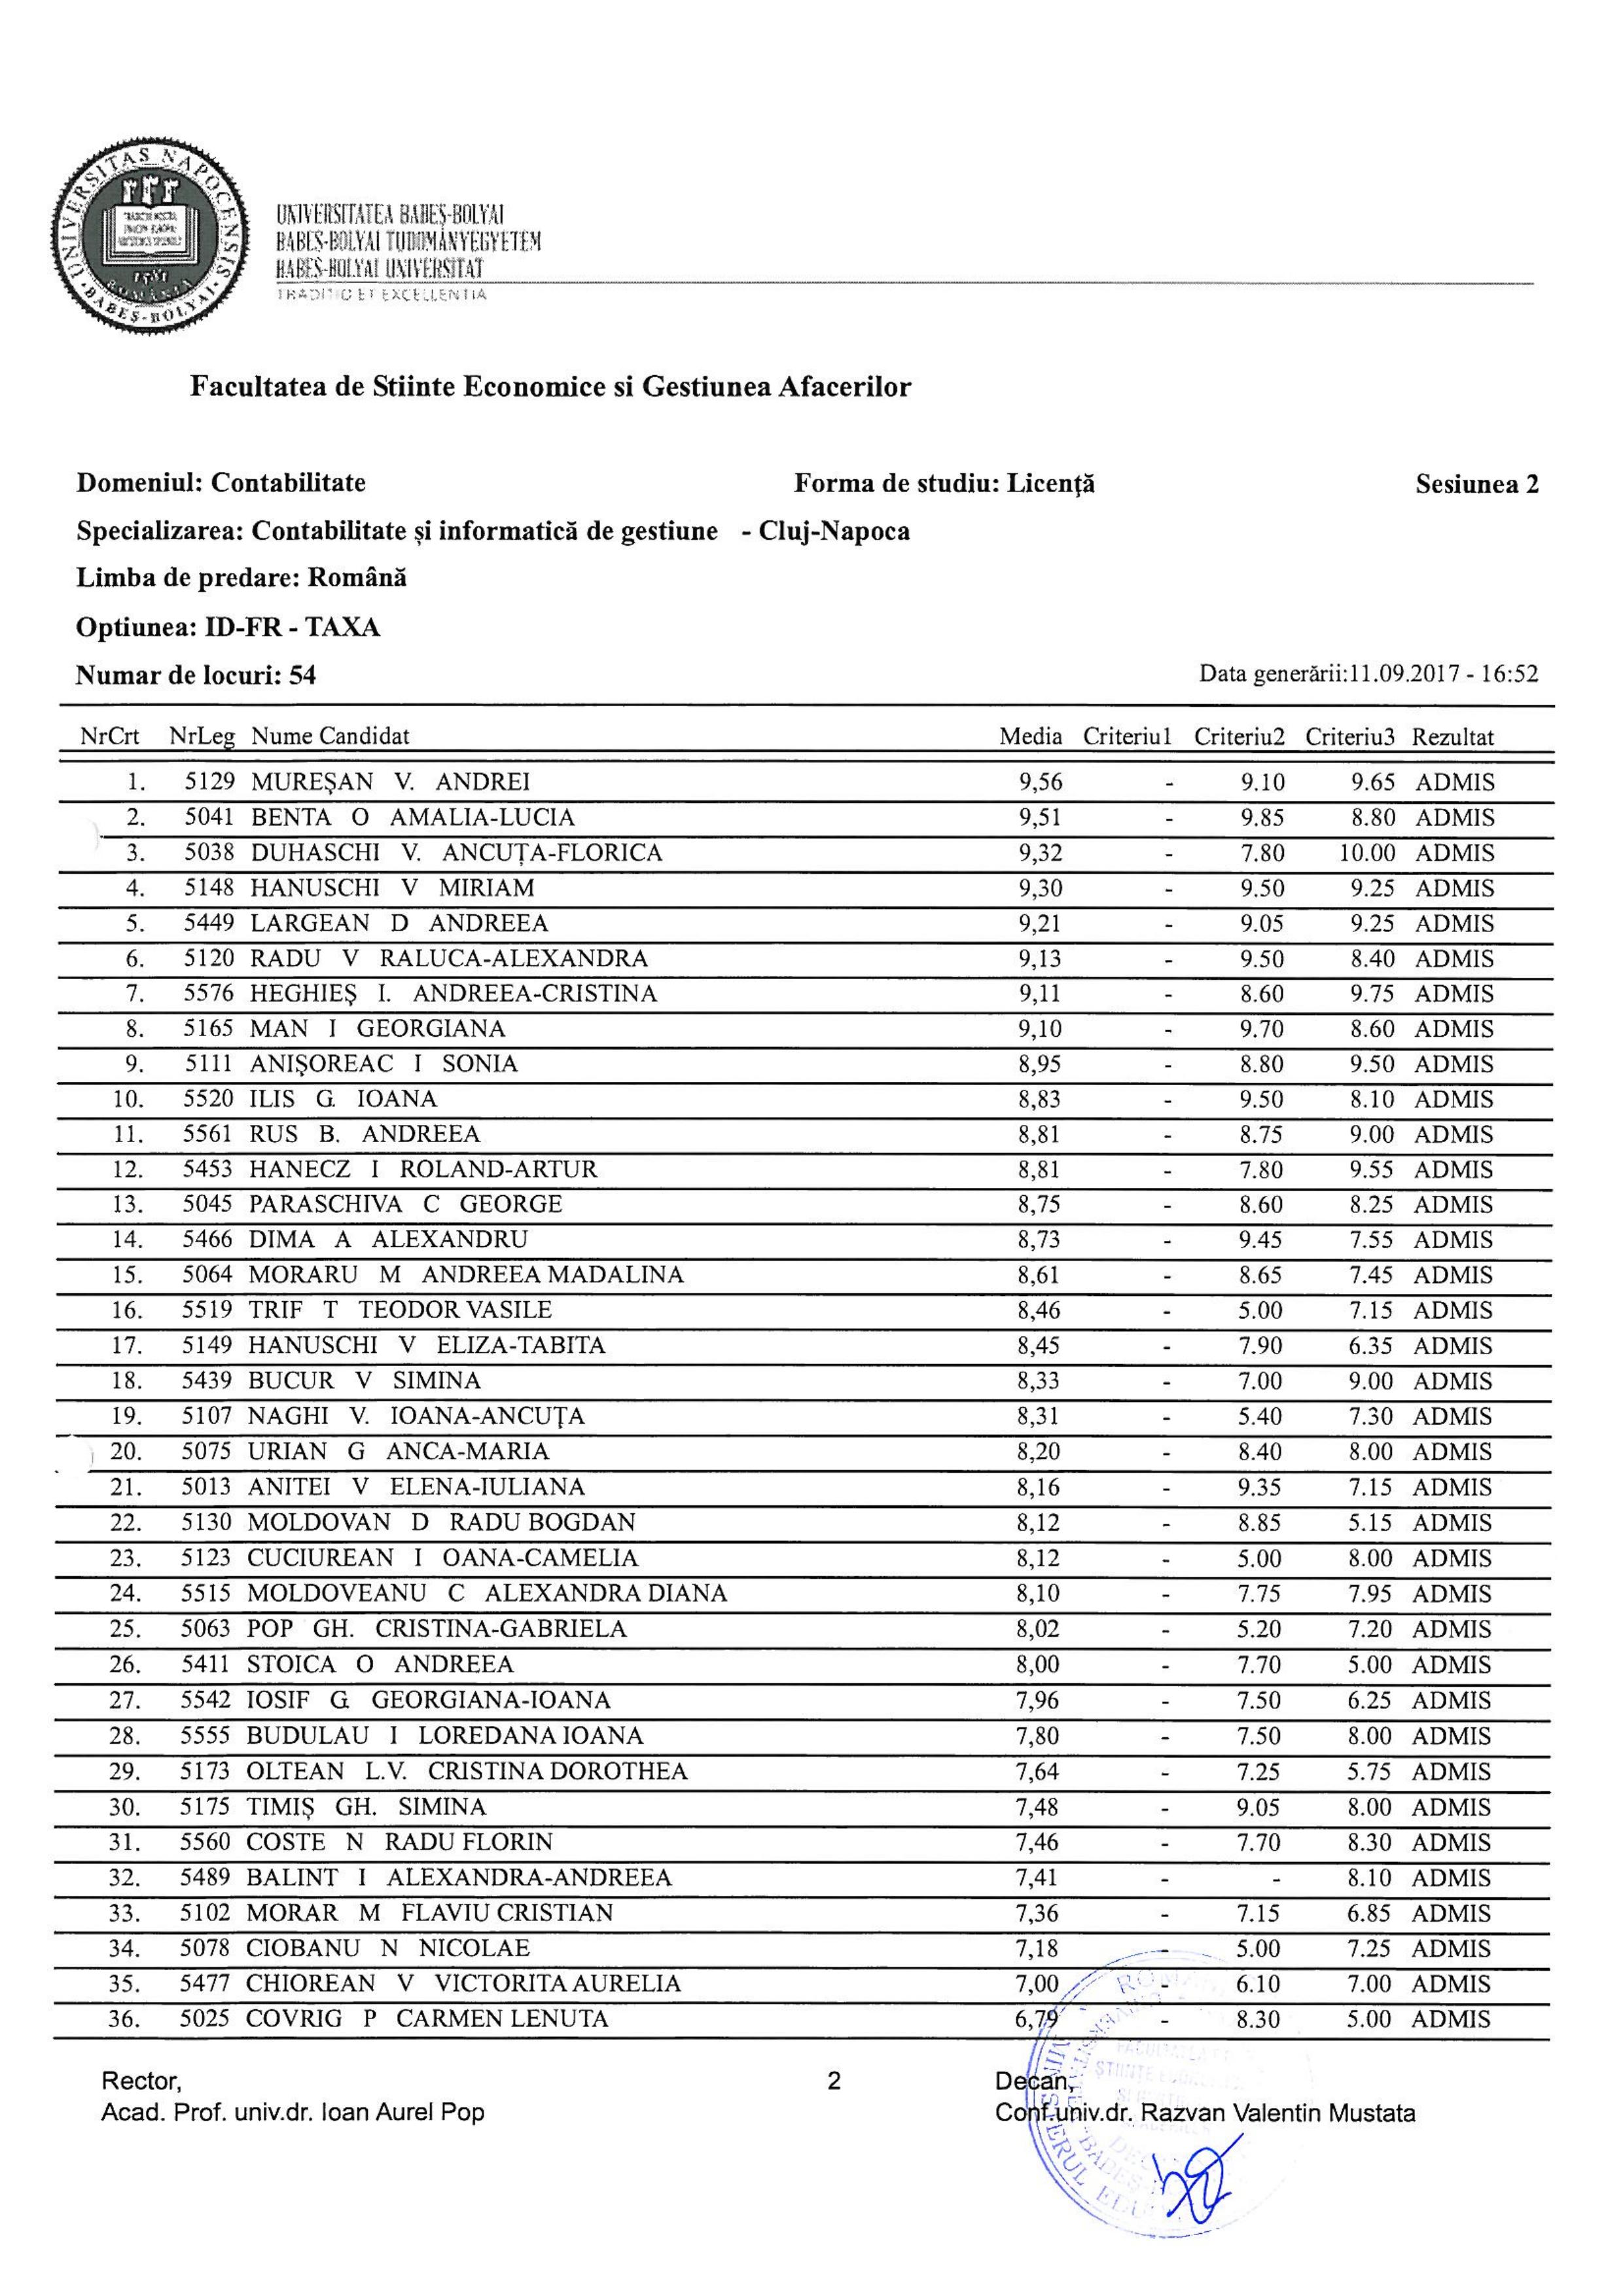 UNIVERSITAS NAPOCENSIS
BABEȘ-BOLYAI
ROMÂNIA
1581
UNIVERSITATEA BABEȘ-BOLYAI
BABEȘ-BOLYAI TUDOMÁNYEGYETEM
BABEȘ-BOLYAI UNIVERSITÄT
TRADITIO ET EXCELLENTIA
Facultatea de Stiinte Economice si Gestiunea Afacerilor
Domeniul: Contabilitate Forma de studiu: Licenţă Sesiunea 2
Specializarea: Contabilitate și informatică de gestiune - Cluj-Napoca
Limba de predare: Română
Optiunea: ID-FR - TAXA
Numar de locuri: 54 Data generării:11.09.2017 - 16:52
NrCrt NrLeg Nume Candidat Media Criteriu1 Criteriu2 Criteriu3 Rezultat
1. 5129 MUREŞAN V. ANDREI 9,56 - 9.10 9.65 ADMIS
2. 5041 BENTA O AMALIA-LUCIA 9,51 - 9.85 8.80 ADMIS
3. 5038 DUHASCHI V. ANCUȚA-FLORICA 9,32 - 7.80 10.00 ADMIS
4. 5148 HANUSCHI V MIRIAM 9,30 - 9.50 9.25 ADMIS
5. 5449 LARGEAN D ANDREEA 9,21 - 9.05 9.25 ADMIS
6. 5120 RADU V RALUCA-ALEXANDRA 9,13 - 9.50 8.40 ADMIS
7. 5576 HEGHIEŞ I. ANDREEA-CRISTINA 9,11 - 8.60 9.75 ADMIS
8. 5165 MAN I GEORGIANA 9,10 - 9.70 8.60 ADMIS
9. 5111 ANIŞOREAC I SONIA 8,95 - 8.80 9.50 ADMIS
10. 5520 ILIS G. IOANA 8,83 - 9.50 8.10 ADMIS
11. 5561 RUS B. ANDREEA 8,81 - 8.75 9.00 ADMIS
12. 5453 HANECZ I ROLAND-ARTUR 8,81 - 7.80 9.55 ADMIS
13. 5045 PARASCHIVA C GEORGE 8,75 - 8.60 8.25 ADMIS
14. 5466 DIMA A ALEXANDRU 8,73 - 9.45 7.55 ADMIS
15. 5064 MORARU M ANDREEA MADALINA 8,61 - 8.65 7.45 ADMIS
16. 5519 TRIF T TEODOR VASILE 8,46 - 5.00 7.15 ADMIS
17. 5149 HANUSCHI V ELIZA-TABITA 8,45 - 7.90 6.35 ADMIS
18. 5439 BUCUR V SIMINA 8,33 - 7.00 9.00 ADMIS
19. 5107 NAGHI V. IOANA-ANCUȚA 8,31 - 5.40 7.30 ADMIS
20. 5075 URIAN G ANCA-MARIA 8,20 - 8.40 8.00 ADMIS
21. 5013 ANITEI V ELENA-IULIANA 8,16 - 9.35 7.15 ADMIS
22. 5130 MOLDOVAN D RADU BOGDAN 8,12 - 8.85 5.15 ADMIS
23. 5123 CUCIUREAN I OANA-CAMELIA 8,12 - 5.00 8.00 ADMIS
24. 5515 MOLDOVEANU C ALEXANDRA DIANA 8,10 - 7.75 7.95 ADMIS
25. 5063 POP GH. CRISTINA-GABRIELA 8,02 - 5.20 7.20 ADMIS
26. 5411 STOICA O ANDREEA 8,00 - 7.70 5.00 ADMIS
27. 5542 IOSIF G. GEORGIANA-IOANA 7,96 - 7.50 6.25 ADMIS
28. 5555 BUDULAU I LOREDANA IOANA 7,80 - 7.50 8.00 ADMIS
29. 5173 OLTEAN L.V. CRISTINA DOROTHEA 7,64 - 7.25 5.75 ADMIS
30. 5175 TIMIŞ GH. SIMINA 7,48 - 9.05 8.00 ADMIS
31. 5560 COSTE N RADU FLORIN 7,46 - 7.70 8.30 ADMIS
32. 5489 BALINT I ALEXANDRA-ANDREEA 7,41 - - 8.10 ADMIS
33. 5102 MORAR M FLAVIU CRISTIAN 7,36 - 7.15 6.85 ADMIS
34. 5078 CIOBANU N NICOLAE 7,18 - 5.00 7.25 ADMIS
35. 5477 CHIOREAN V VICTORITA AURELIA 7,00 - 6.10 7.00 ADMIS
36. 5025 COVRIG P CARMEN LENUTA 6,79 - 8.30 5.00 ADMIS
Rector, 2 Decan,
Acad. Prof. univ.dr. Ioan Aurel Pop Conf.univ.dr. Razvan Valentin Mustata